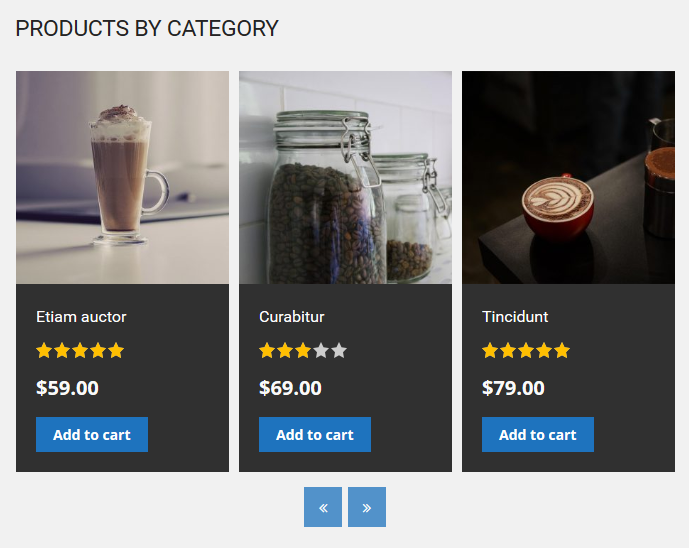 PRODUCTS BY CATEGORY
Etiam auctor
$59.00
Add to cart
Curabitur
$69.00
Add to cart
Tincidunt
$79.00
Add to cart
« »